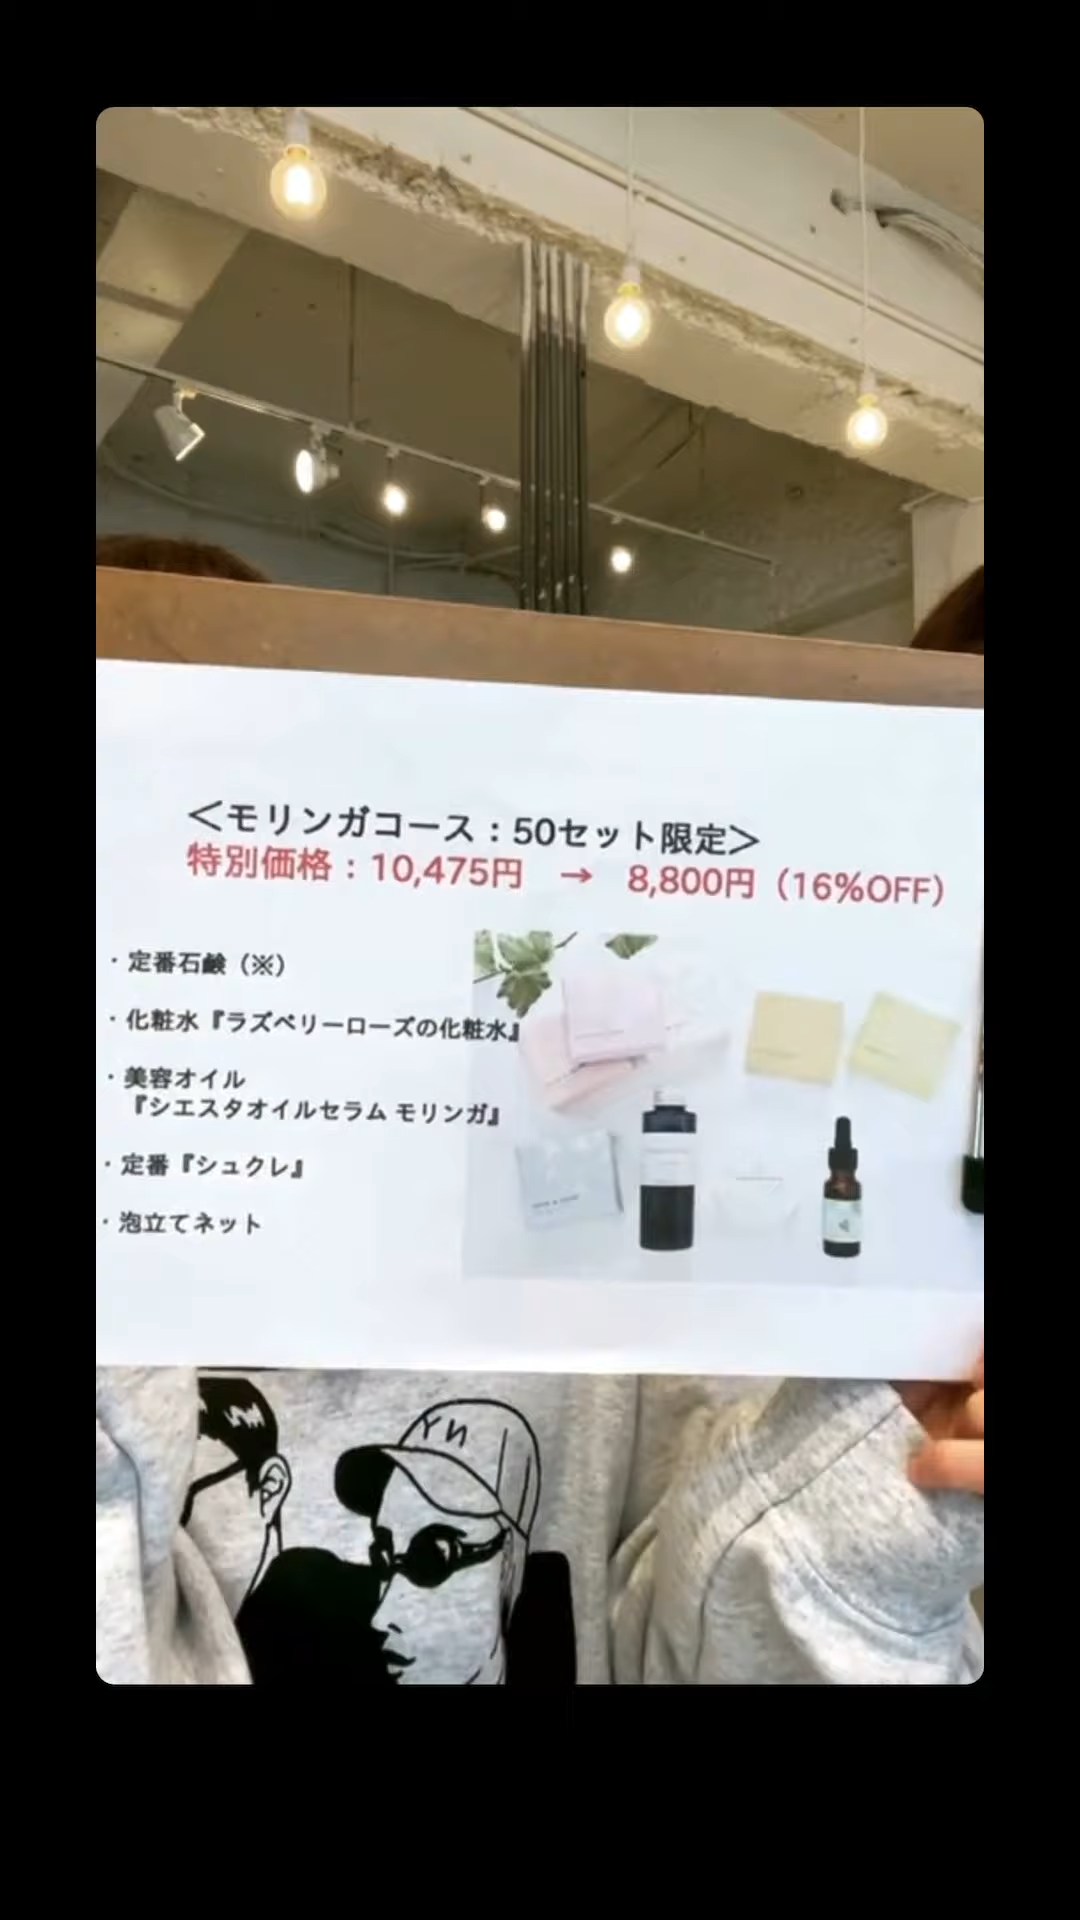 ＜モリンガコース：50セット限定＞
特別価格：10,475円　→　8,800円（16%OFF）
・定番石鹸（※）
・化粧水『ラズベリーローズの化粧水』
・美容オイル
『シエスタオイルセラム モリンガ』
・定番『シュクレ』
・泡立てネット
YN